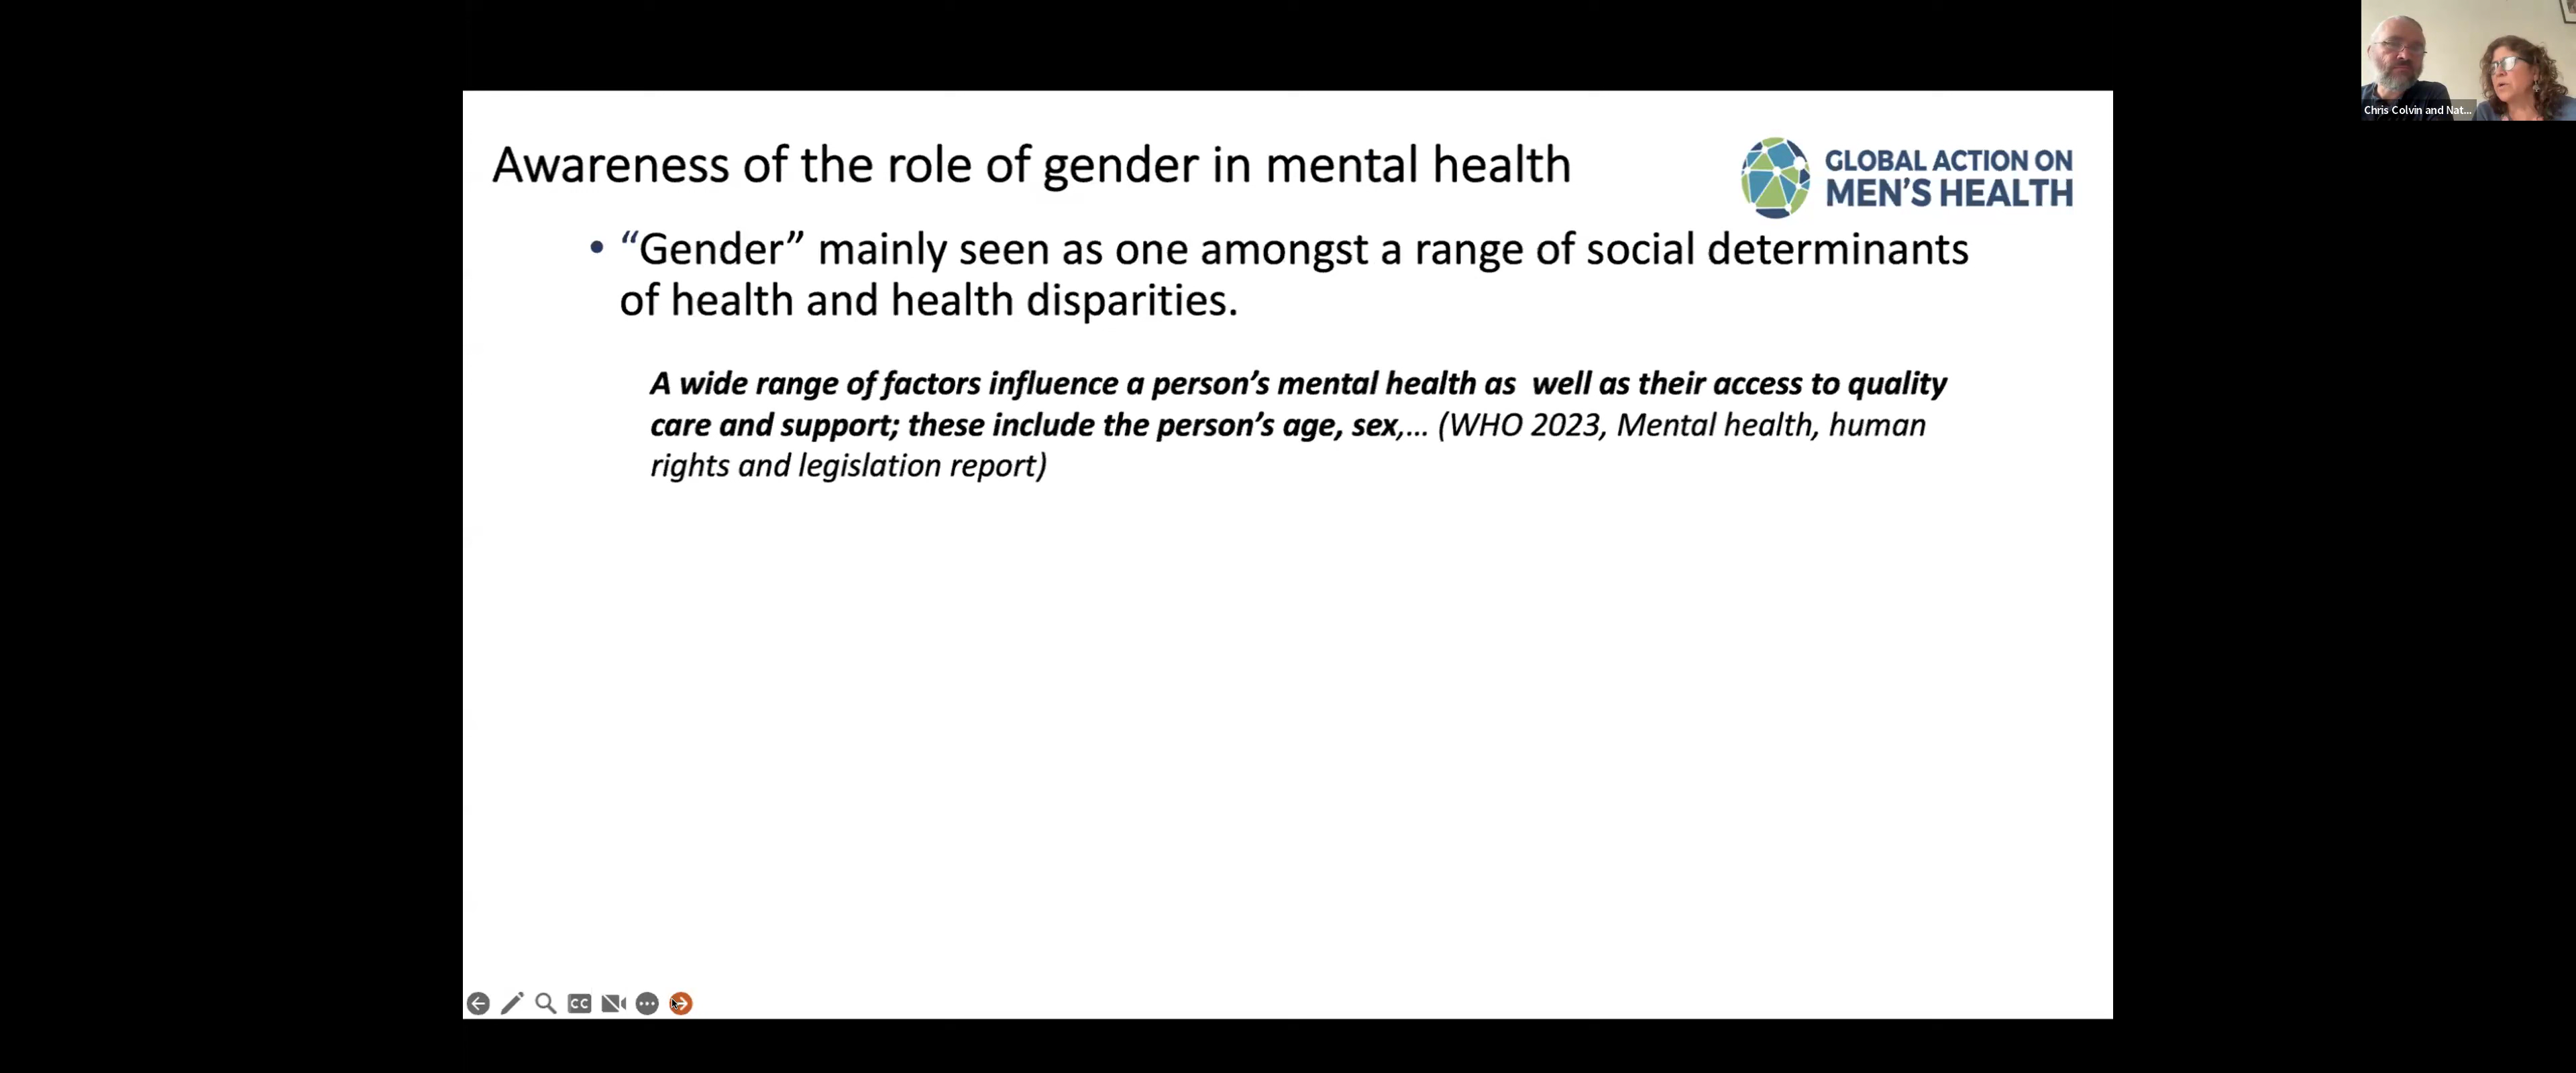 Chris Colvin and Nat...
Awareness of the role of gender in mental health
GLOBAL ACTION ON
MEN'S HEALTH
• “Gender” mainly seen as one amongst a range of social determinants
of health and health disparities.
A wide range of factors influence a person’s mental health as  well as their access to quality
care and support; these include the person’s age, sex,... (WHO 2023, Mental health, human
rights and legislation report)
CC